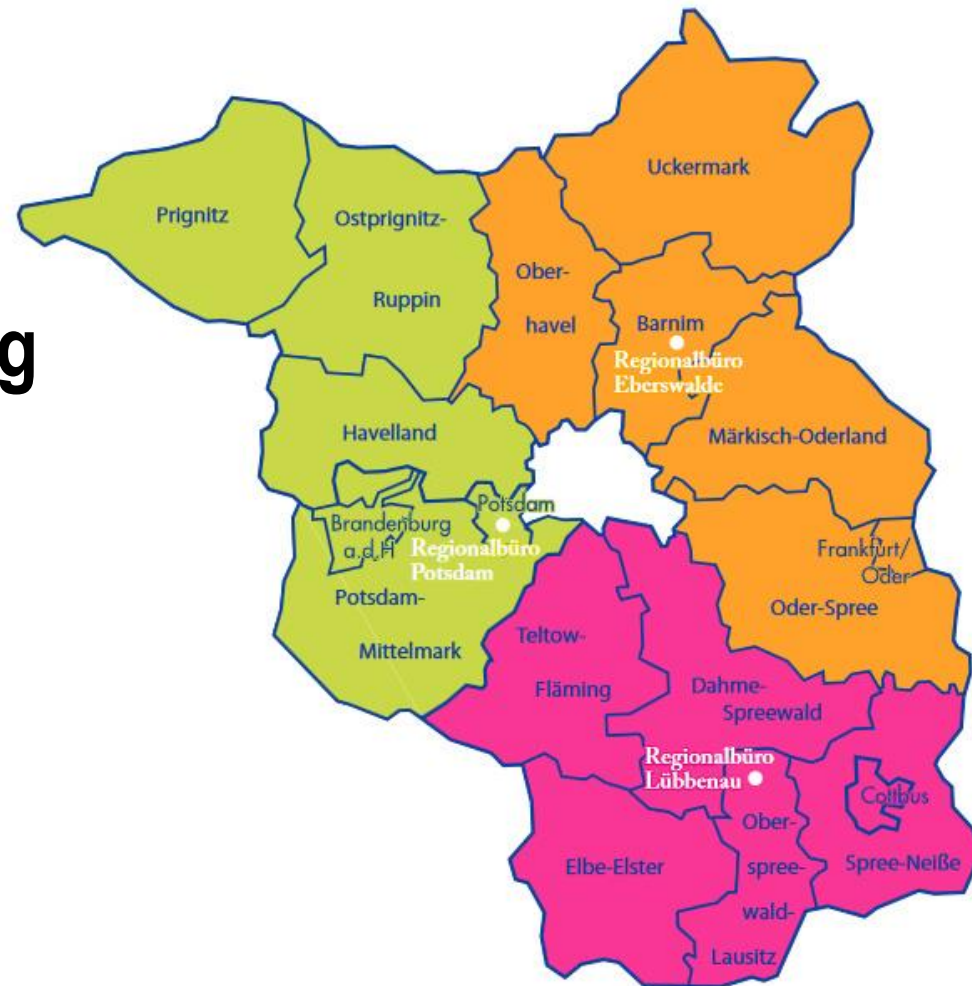 Uckermark
Prignitz
Ostprignitz-
Ruppin
Ober-
havel
Barnim
Regionalbüro
Eberswalde
g
Havelland
Märkisch-Oderland
Potsdam
Brandenburg
a.d.H
Regionalbüro
Potsdam
Frankfurt/
Oder
Potsdam-
Mittelmark
Oder-Spree
Teltow-
Fläming
Dahme-
Spreewald
Regionalbüro
Lübbenau
Cottbus
Ober-
spree-
wald-
Lausitz
Elbe-Elster
Spree-Neiße